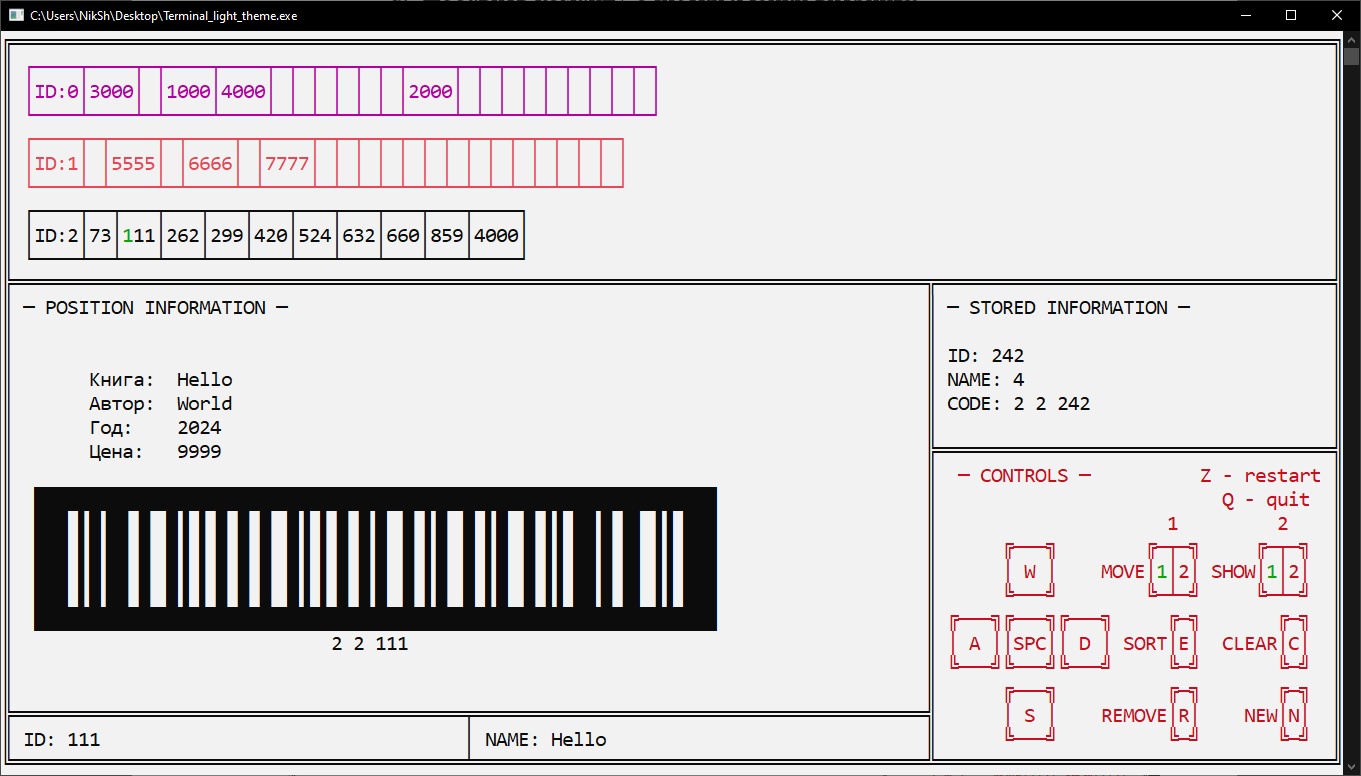 C:\Users\NikSh\Desktop\Terminal_light_theme.exe
ID:0 3000 1000 4000 2000
ID:1 5555 6666 7777
ID:2 73 111 262 299 420 524 632 660 859 4000
─ POSITION INFORMATION ─
Книга: Hello
Автор: World
Год: 2024
Цена: 9999
2 2 111
ID: 111
NAME: Hello
─ STORED INFORMATION ─
ID: 242
NAME: 4
CODE: 2 2 242
─ CONTROLS ─
Z - restart
Q - quit
1 2
W MOVE 1 2 SHOW 1 2
A SPC D SORT E CLEAR C
S REMOVE R NEW N